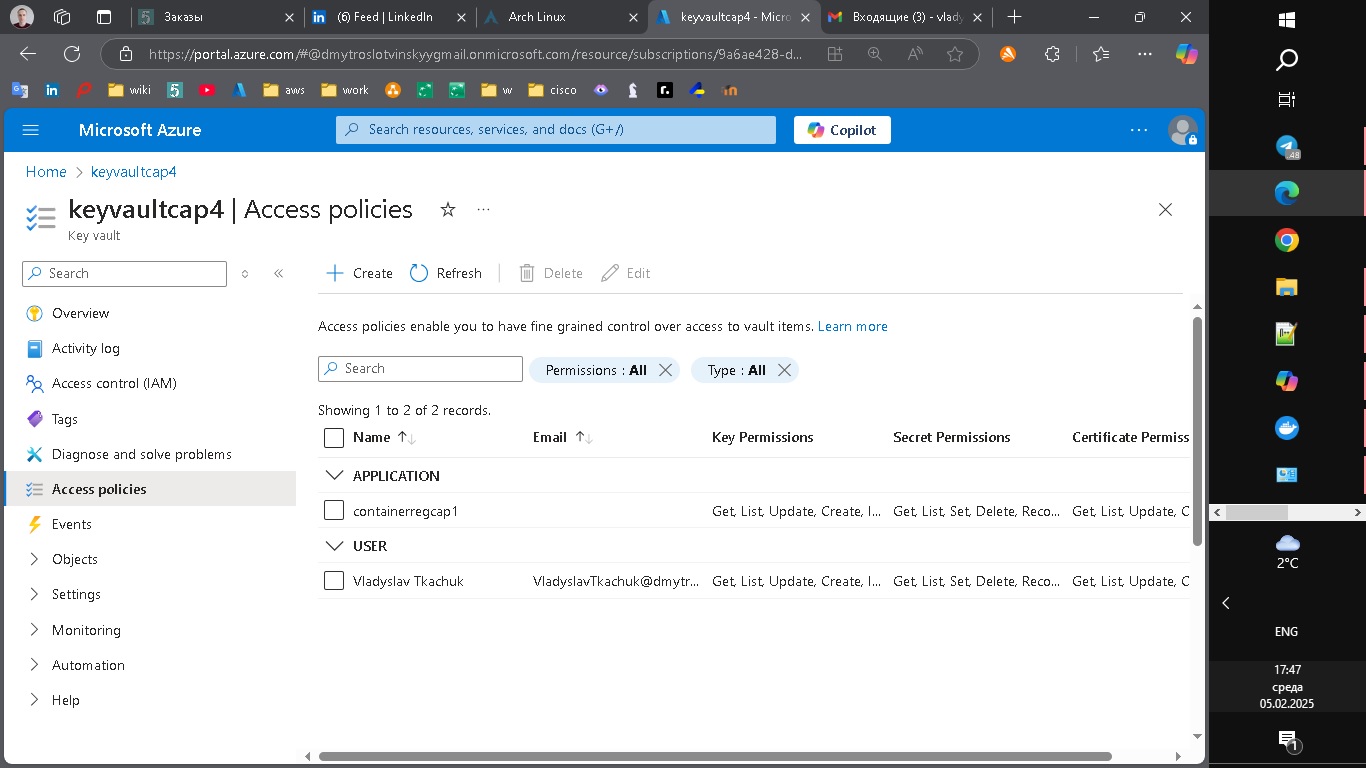 Заказы
(6) Feed | LinkedIn
Arch Linux
keyvaultcap4 - Micro
Входящие (3) - vlady
https://portal.azure.com/#@dmytroslotvinskyygmail.onmicrosoft.com/resource/subscriptions/9a6ae428-d...
wiki
aws
work
w
cisco
Microsoft Azure
Search resources, services, and docs (G+/)
Copilot
Home > keyvaultcap4
keyvaultcap4 | Access policies
Key vault
Search
Create
Refresh
Delete
Edit
Overview
Activity log
Access control (IAM)
Tags
Diagnose and solve problems
Access policies
Events
Objects
Settings
Monitoring
Automation
Help
Access policies enable you to have fine grained control over access to vault items. Learn more
Search
Permissions : All
Type : All
Showing 1 to 2 of 2 records.
Name Email Key Permissions Secret Permissions Certificate Permiss
APPLICATION
containerregcap1 Get, List, Update, Create, I... Get, List, Set, Delete, Reco... Get, List, Update, C
USER
Vladyslav Tkachuk VladyslavTkachuk@dmytr... Get, List, Update, Create, I... Get, List, Set, Delete, Reco... Get, List, Update, C
48
2°C
ENG
17:47
среда
05.02.2025
1